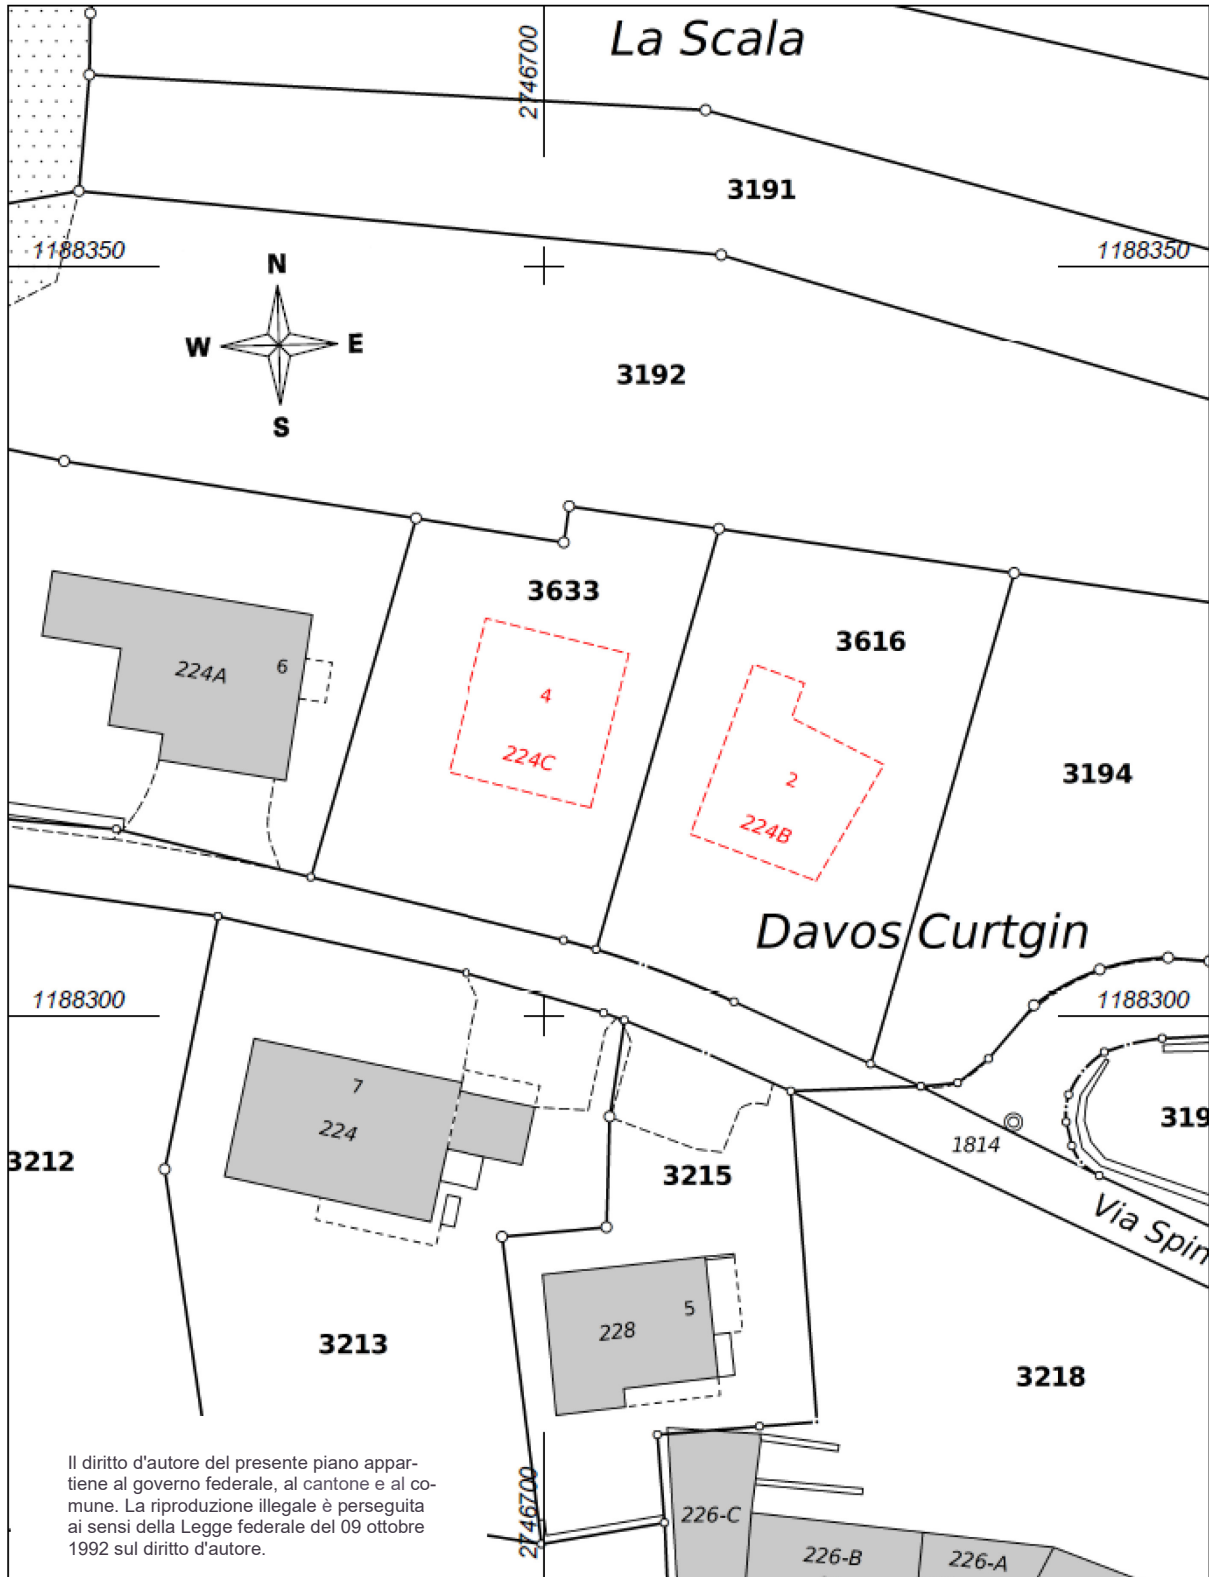 La Scala
2746700
3191
1188350
1188350
N
W
E
S
3192
3633
3616
3194
224A
6
4
224C
2
224B
Davos Curtgin
1188300
1188300
7
224
3212
3215
1814
319
Via Spin
3213
228
5
3218
Il diritto d'autore del presente piano appar-
tiene al governo federale, al cantone e al co-
mune. La riproduzione illegale è perseguita
ai sensi della Legge federale del 09 ottobre
1992 sul diritto d'autore.
2746700
226-C
226-B
226-A